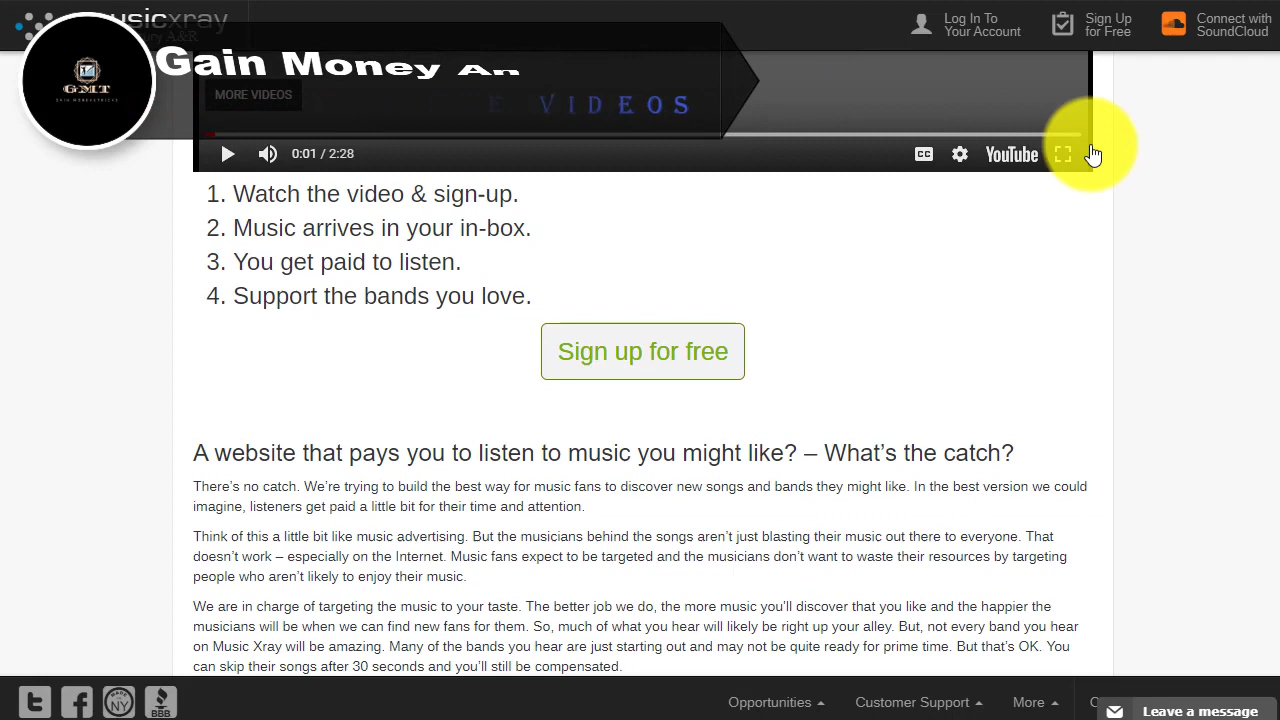 Log In To
Your Account
Sign Up
for Free
Connect with
SoundCloud
GMT
Gain Money An
MORE VIDEOS
VIDEOS
0:01 / 2:28
CC
YouTube
1. Watch the video & sign-up.
2. Music arrives in your in-box.
3. You get paid to listen.
4. Support the bands you love.
Sign up for free
A website that pays you to listen to music you might like? – What’s the catch?
There’s no catch. We’re trying to build the best way for music fans to discover new songs and bands they might like. In the best version we could
imagine, listeners get paid a little bit for their time and attention.
Think of this a little bit like music advertising. But the musicians behind the songs aren’t just blasting their music out there to everyone. That
doesn’t work – especially on the Internet. Music fans expect to be targeted and the musicians don’t want to waste their resources by targeting
people who aren’t likely to enjoy their music.
We are in charge of targeting the music to your taste. The better job we do, the more music you’ll discover that you like and the happier the
musicians will be when we can find new fans for them. So, much of what you hear will likely be right up your alley. But, not every band you hear
on Music Xray will be amazing. Many of the bands you hear are just starting out and may not be quite ready for prime time. But that’s OK. You
can skip their songs after 30 seconds and you’ll still be compensated.
MADE
NY
BBB
Opportunities
Customer Support
More
Leave a message